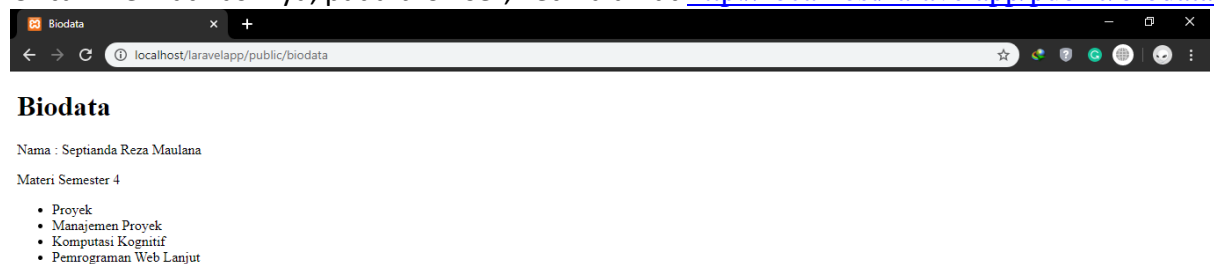 Biodata
localhost/laravelapp/public/biodata
Biodata
Nama : Septianda Reza Maulana
Materi Semester 4
Proyek
Manajemen Proyek
Komputasi Kognitif
Pemrograman Web Lanjut